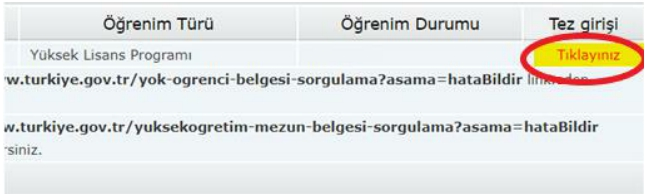 Öğrenim Türü Öğrenim Durumu Tez girişi
Yüksek Lisans Programı Tıklayınız
w.turkiye.gov.tr/yok-ogrenci-belgesi-sorgulama?asama=hataBildir linkinden
w.turkiye.gov.tr/yuksekogretim-mezun-belgesi-sorgulama?asama=hataBildir
rsiniz.